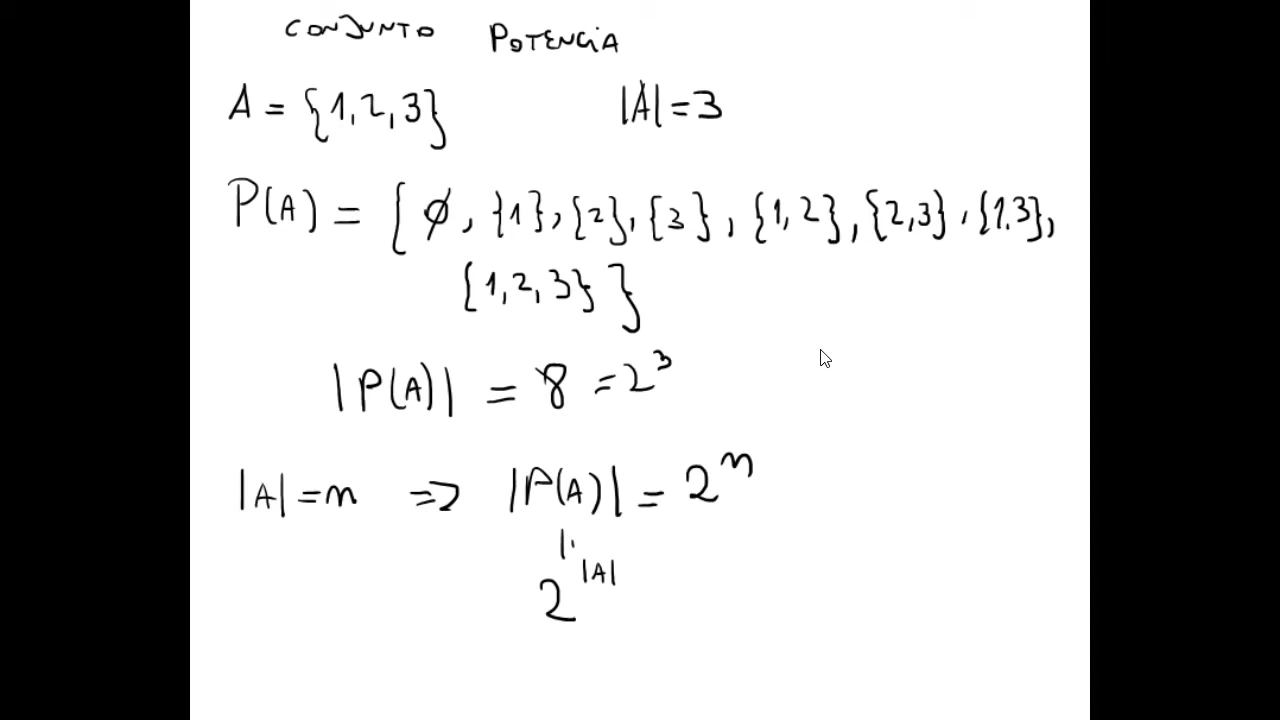 CONJUNTO POTENCIA
A = {1, 2, 3} |A| = 3
P(A) = { ∅, {1}, {2}, {3}, {1, 2}, {2, 3}, {1.3},
{1, 2, 3} }
|P(A)| = 8 = 2³
|A| = n => |P(A)| = 2ⁿ
2^|A|